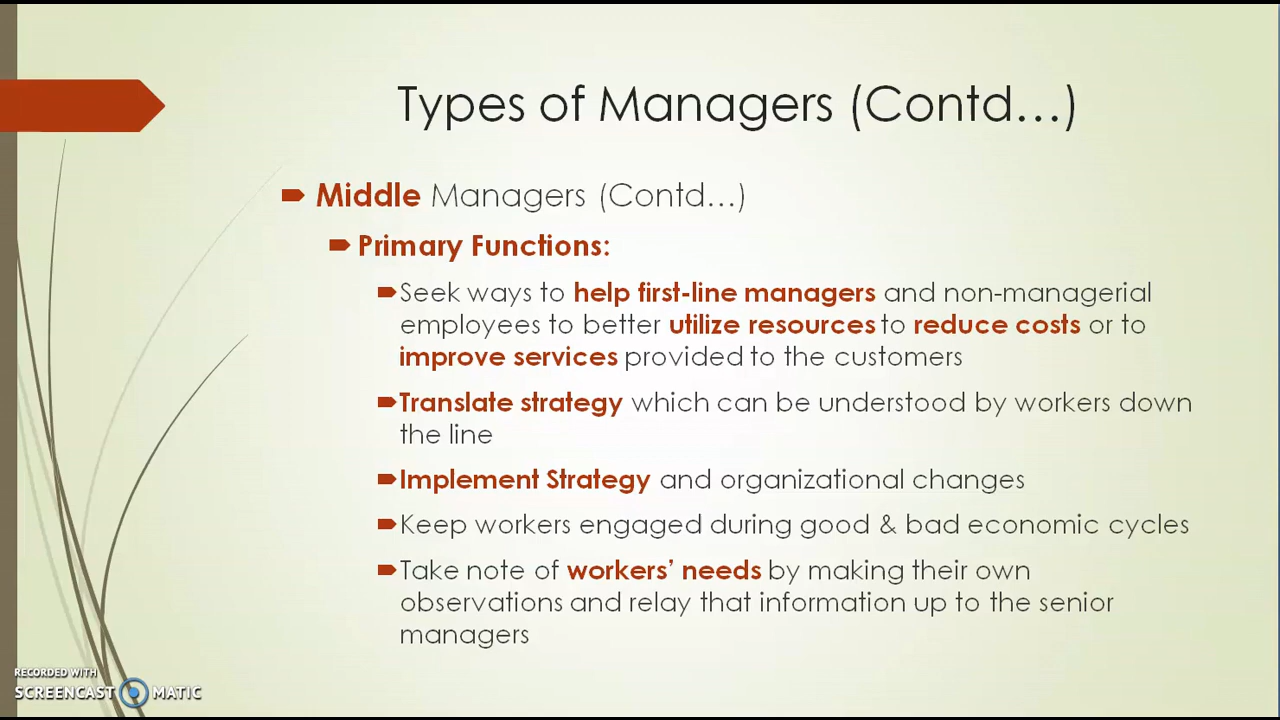 Types of Managers (Contd...)
Middle Managers (Contd...)
Primary Functions:
Seek ways to help first-line managers and non-managerial
employees to better utilize resources to reduce costs or to
improve services provided to the customers
Translate strategy which can be understood by workers down
the line
Implement Strategy and organizational changes
Keep workers engaged during good & bad economic cycles
Take note of workers' needs by making their own
observations and relay that information up to the senior
managers
RECORDED WITH
SCREENCAST MATIC